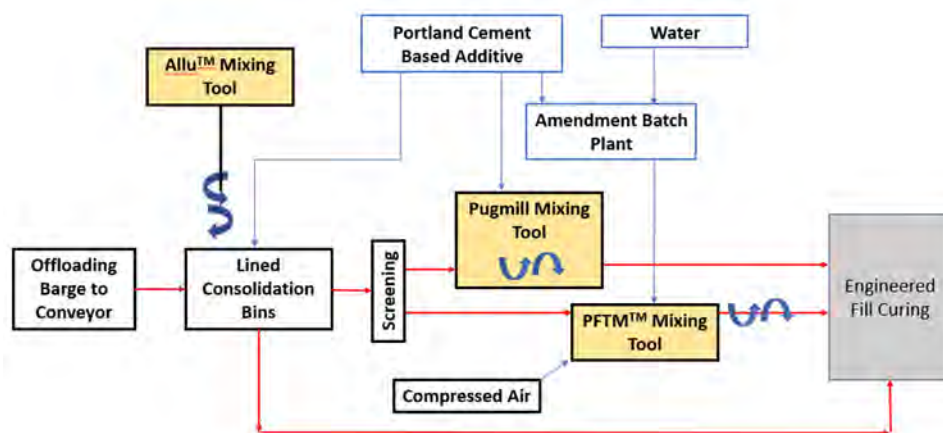 Portland Cement
Based Additive
Water
Allu™ Mixing
Tool
Amendment Batch
Plant
Pugmill Mixing
Tool
Offloading
Barge to
Conveyor
Lined
Consolidation
Bins
Screening
Engineered
Fill Curing
PFTM™ Mixing
Tool
Compressed Air